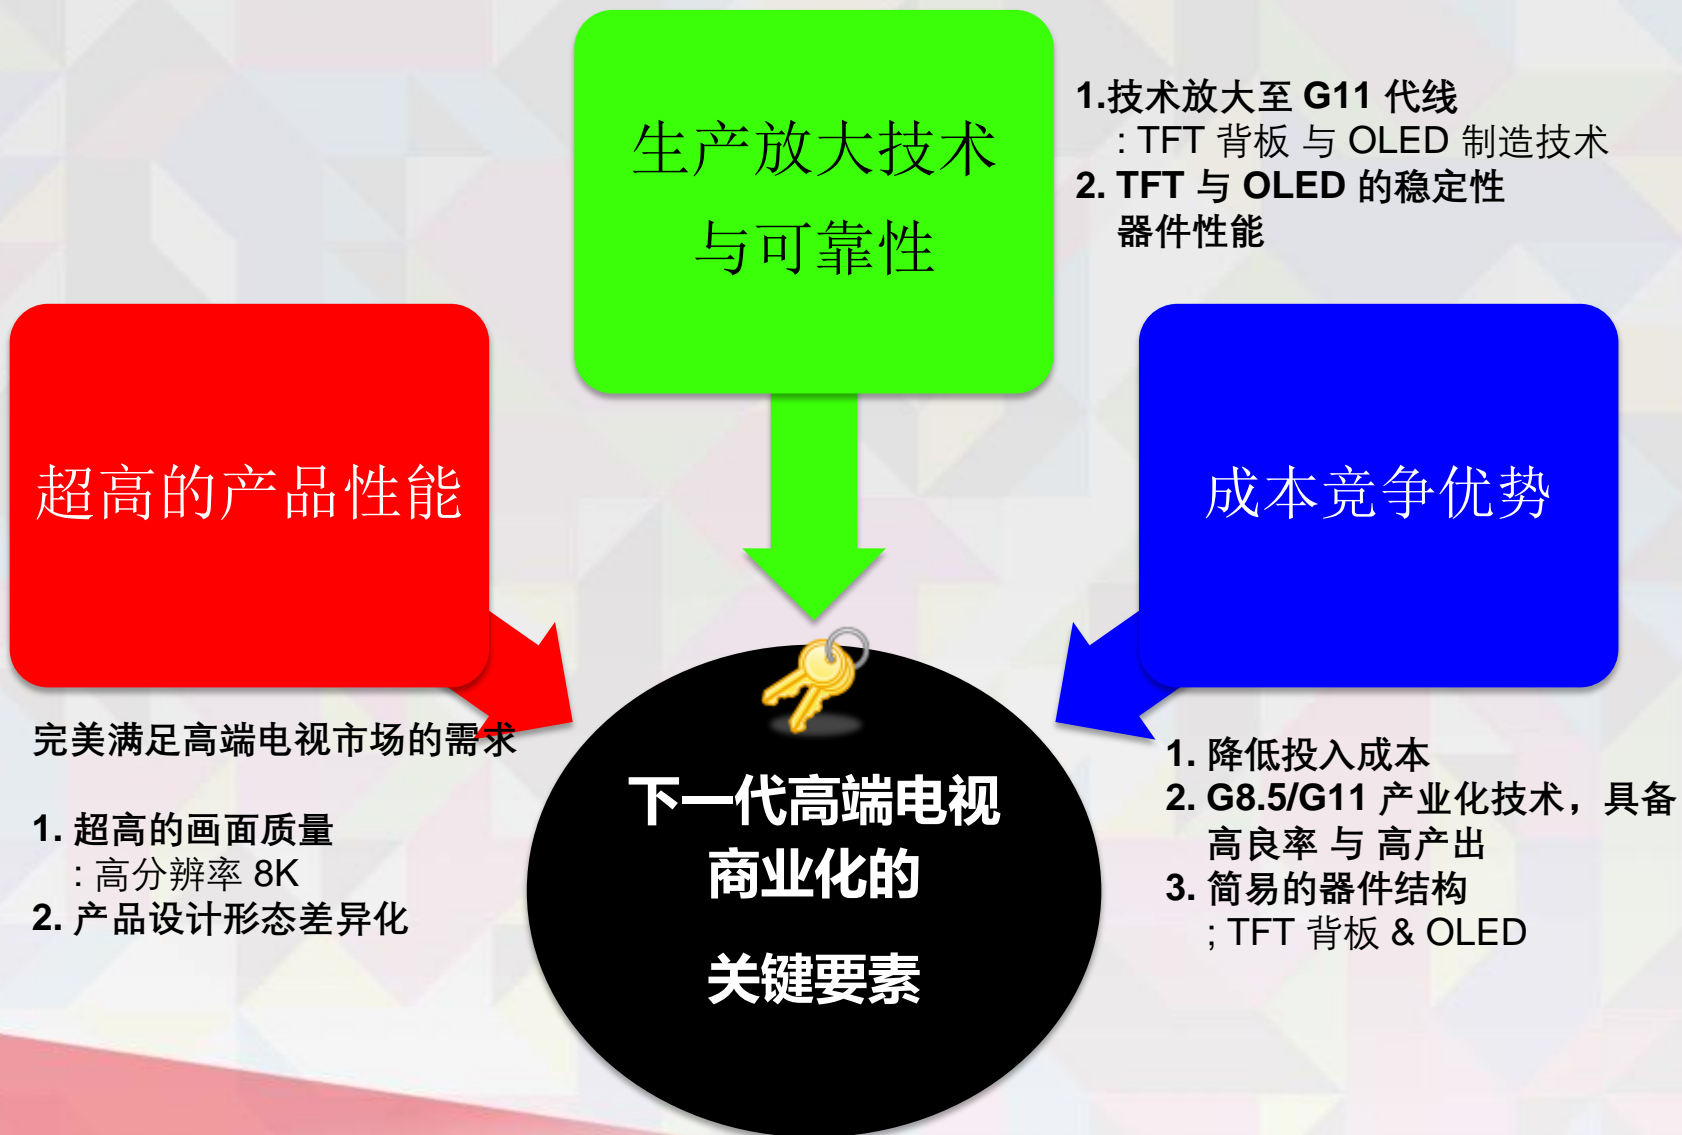 生产放大技术
与可靠性
1.技术放大至 G11 代线
: TFT 背板 与 OLED 制造技术
2. TFT 与 OLED 的稳定性
器件性能
超高的产品性能
成本竞争优势
完美满足高端电视市场的需求
1. 超高的画面质量
: 高分辨率 8K
2. 产品设计形态差异化
下一代高端电视
商业化的
关键要素
1. 降低投入成本
2. G8.5/G11 产业化技术，具备
高良率 与 高产出
3. 简易的器件结构
; TFT 背板 & OLED